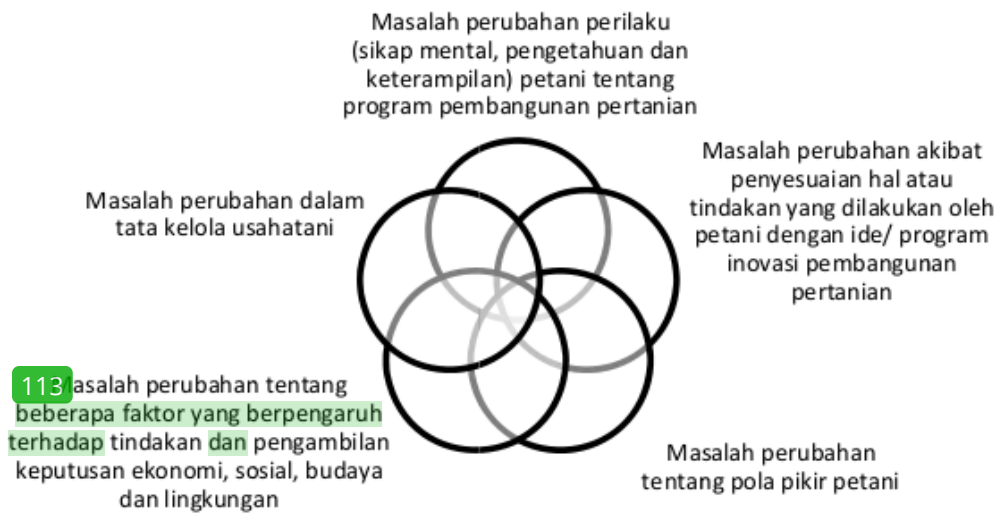 Masalah perubahan perilaku
(sikap mental, pengetahuan dan
keterampilan) petani tentang
program pembangunan pertanian
Masalah perubahan akibat
penyesuaian hal atau
tindakan yang dilakukan oleh
petani dengan ide/ program
inovasi pembangunan
pertanian
Masalah perubahan dalam
tata kelola usahatani
113 Masalah perubahan tentang
beberapa faktor yang berpengaruh
terhadap tindakan dan pengambilan
keputusan ekonomi, sosial, budaya
dan lingkungan
Masalah perubahan
tentang pola pikir petani